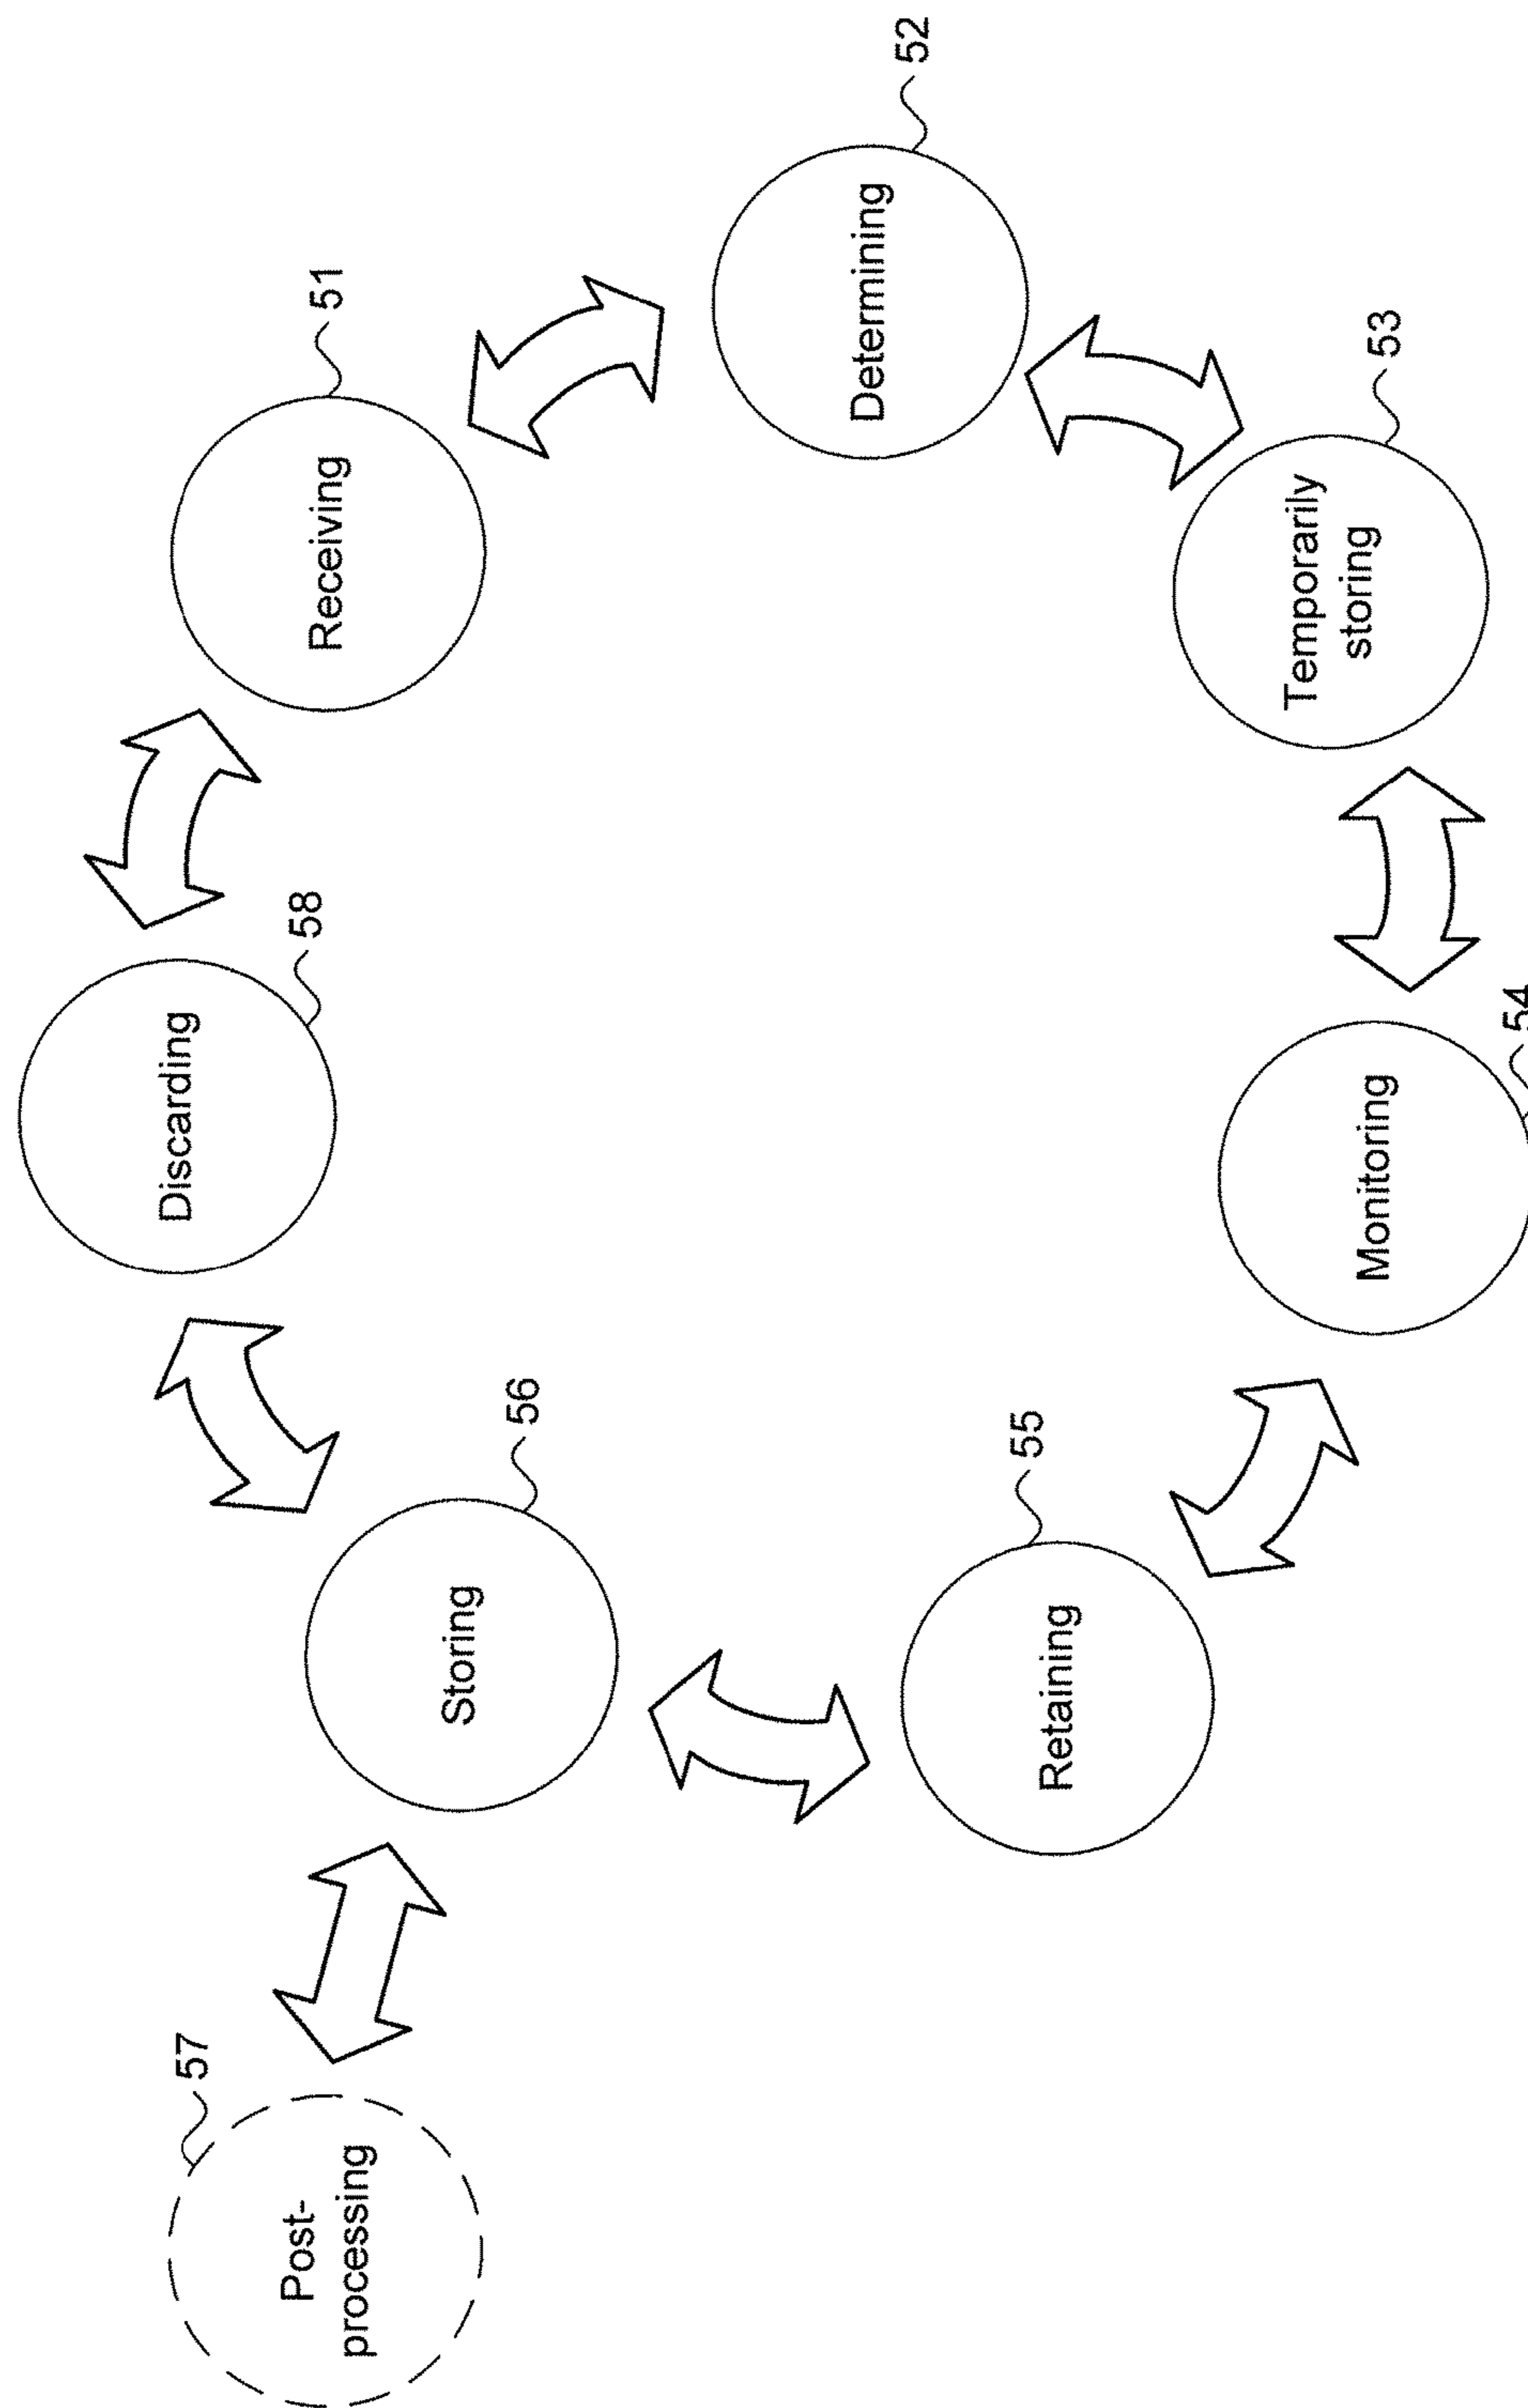 51
Receiving
52
Determining
53
Temporarily
storing
54
Monitoring
55
Retaining
56
Storing
57
Post-
processing
58
Discarding